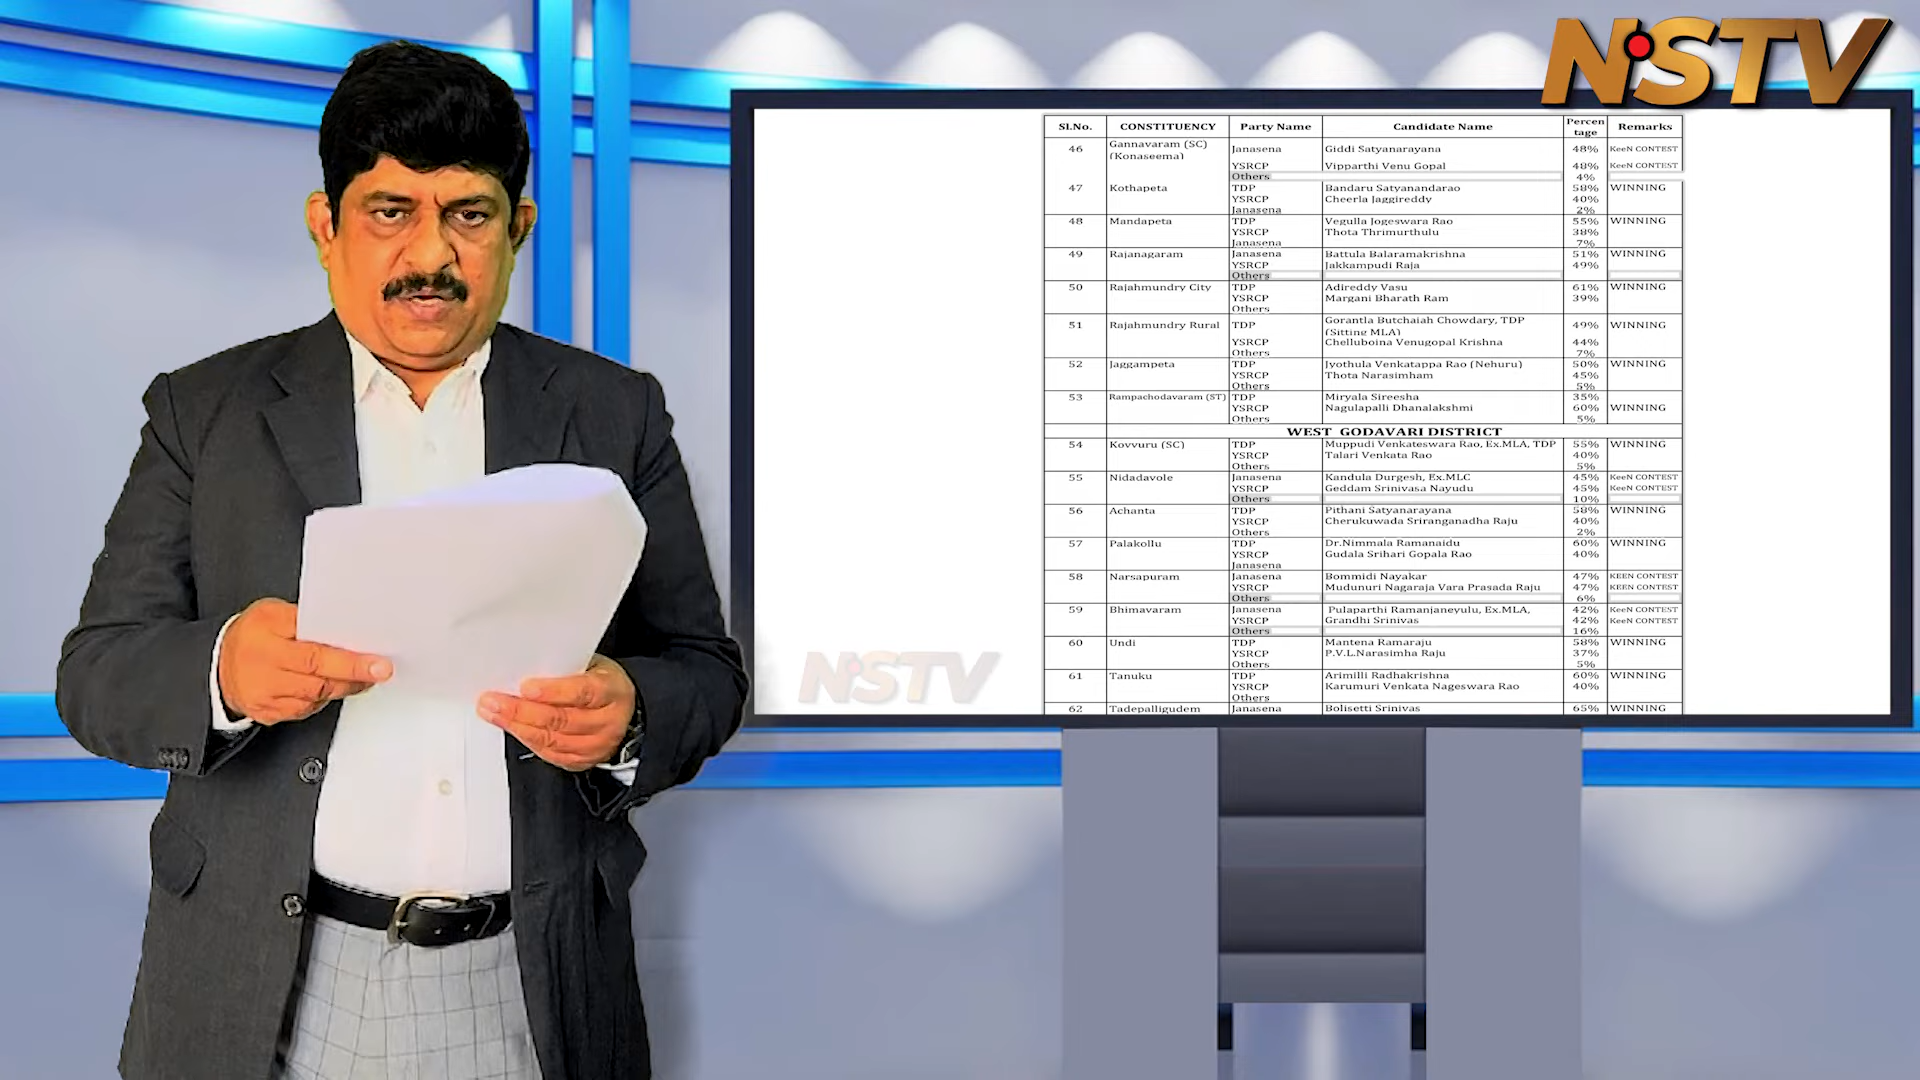 NSTV
Sl.No. CONSTITUENCY Party Name Candidate Name Percen tage Remarks
46 Gannavaram (SC) (Konaseema) Janasena Giddi Satyanarayana 48% KeeN CONTEST
YSRCP Vipparthi Venu Gopal 48% KeeN CONTEST
Others 4%
47 Kothapeta TDP Bandaru Satyanandarao 58% WINNING
YSRCP Cheerla Jaggireddy 40%
Janasena 2%
48 Mandapeta TDP Vegulla Jogeswara Rao 55% WINNING
YSRCP Thota Thrimurthulu 38%
Janasena 7%
49 Rajanagaram Janasena Battula Balaramakrishna 51% WINNING
YSRCP Jakkampudi Raja 49%
Others
50 Rajahmundry City TDP Adireddy Vasu 61% WINNING
YSRCP Margani Bharath Ram 39%
Others
51 Rajahmundry Rural TDP Gorantla Butchaiah Chowdary, TDP (Sitting MLA) 49% WINNING
YSRCP Chelluboina Venugopal Krishna 44%
Others 7%
52 Jaggampeta TDP Jyothula Venkatappa Rao (Nehuru) 50% WINNING
YSRCP Thota Narasimham 45%
Others 5%
53 Rampachodavaram (ST) TDP Miryala Sireesha 35%
YSRCP Nagulapalli Dhanalakshmi 60% WINNING
Others 5%
WEST GODAVARI DISTRICT
54 Kovvuru (SC) TDP Muppudi Venkateswara Rao, Ex.MLA, TDP 55% WINNING
YSRCP Talari Venkata Rao 40%
Others 5%
55 Nidadavole Janasena Kandula Durgesh, Ex.MLC 45% KeeN CONTEST
YSRCP Geddam Srinivasa Nayudu 45% KeeN CONTEST
Others 10%
56 Achanta TDP Pithani Satyanarayana 58% WINNING
YSRCP Cherukuwada Sriranganadha Raju 40%
Others 2%
57 Palakollu TDP Dr.Nimmala Ramanaidu 60% WINNING
YSRCP Gudala Srihari Gopala Rao 40%
Janasena
58 Narsapuram Janasena Bommidi Nayakar 47% KEEN CONTEST
YSRCP Mudunuri Nagaraja Vara Prasada Raju 47% KEEN CONTEST
Others 6%
59 Bhimavaram Janasena Pulaparthi Ramanjaneyulu, Ex.MLA, 42% KeeN CONTEST
YSRCP Grandhi Srinivas 42% KeeN CONTEST
Others 16%
60 Undi TDP Mantena Ramaraju 58% WINNING
YSRCP P.V.L.Narasimha Raju 37%
Others 5%
61 Tanuku TDP Arimilli Radhakrishna 60% WINNING
YSRCP Karumuri Venkata Nageswara Rao 40%
Others
62 Tadepalligudem Janasena Bolisetti Srinivas 65% WINNING
NSTV